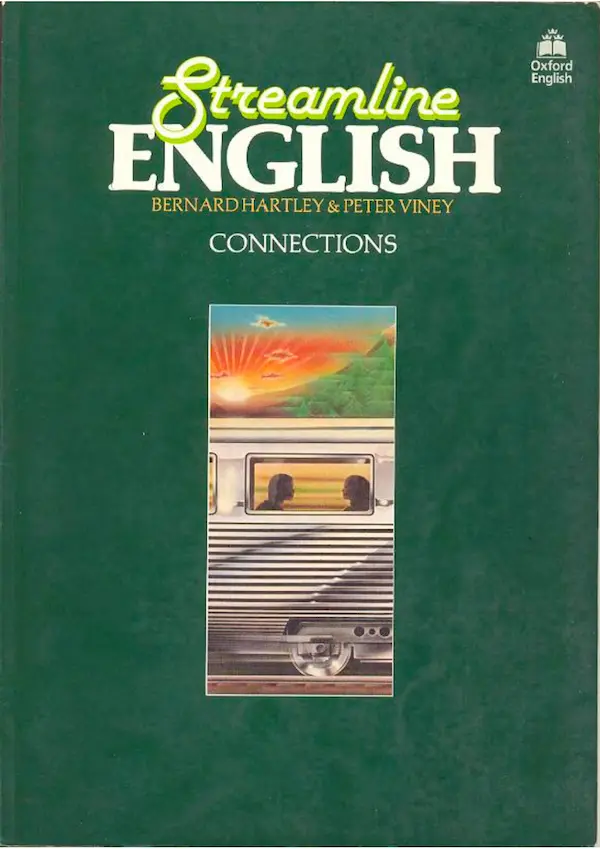 Oxford
English
Streamline
ENGLISH
BERNARD HARTLEY & PETER VINEY
CONNECTIONS